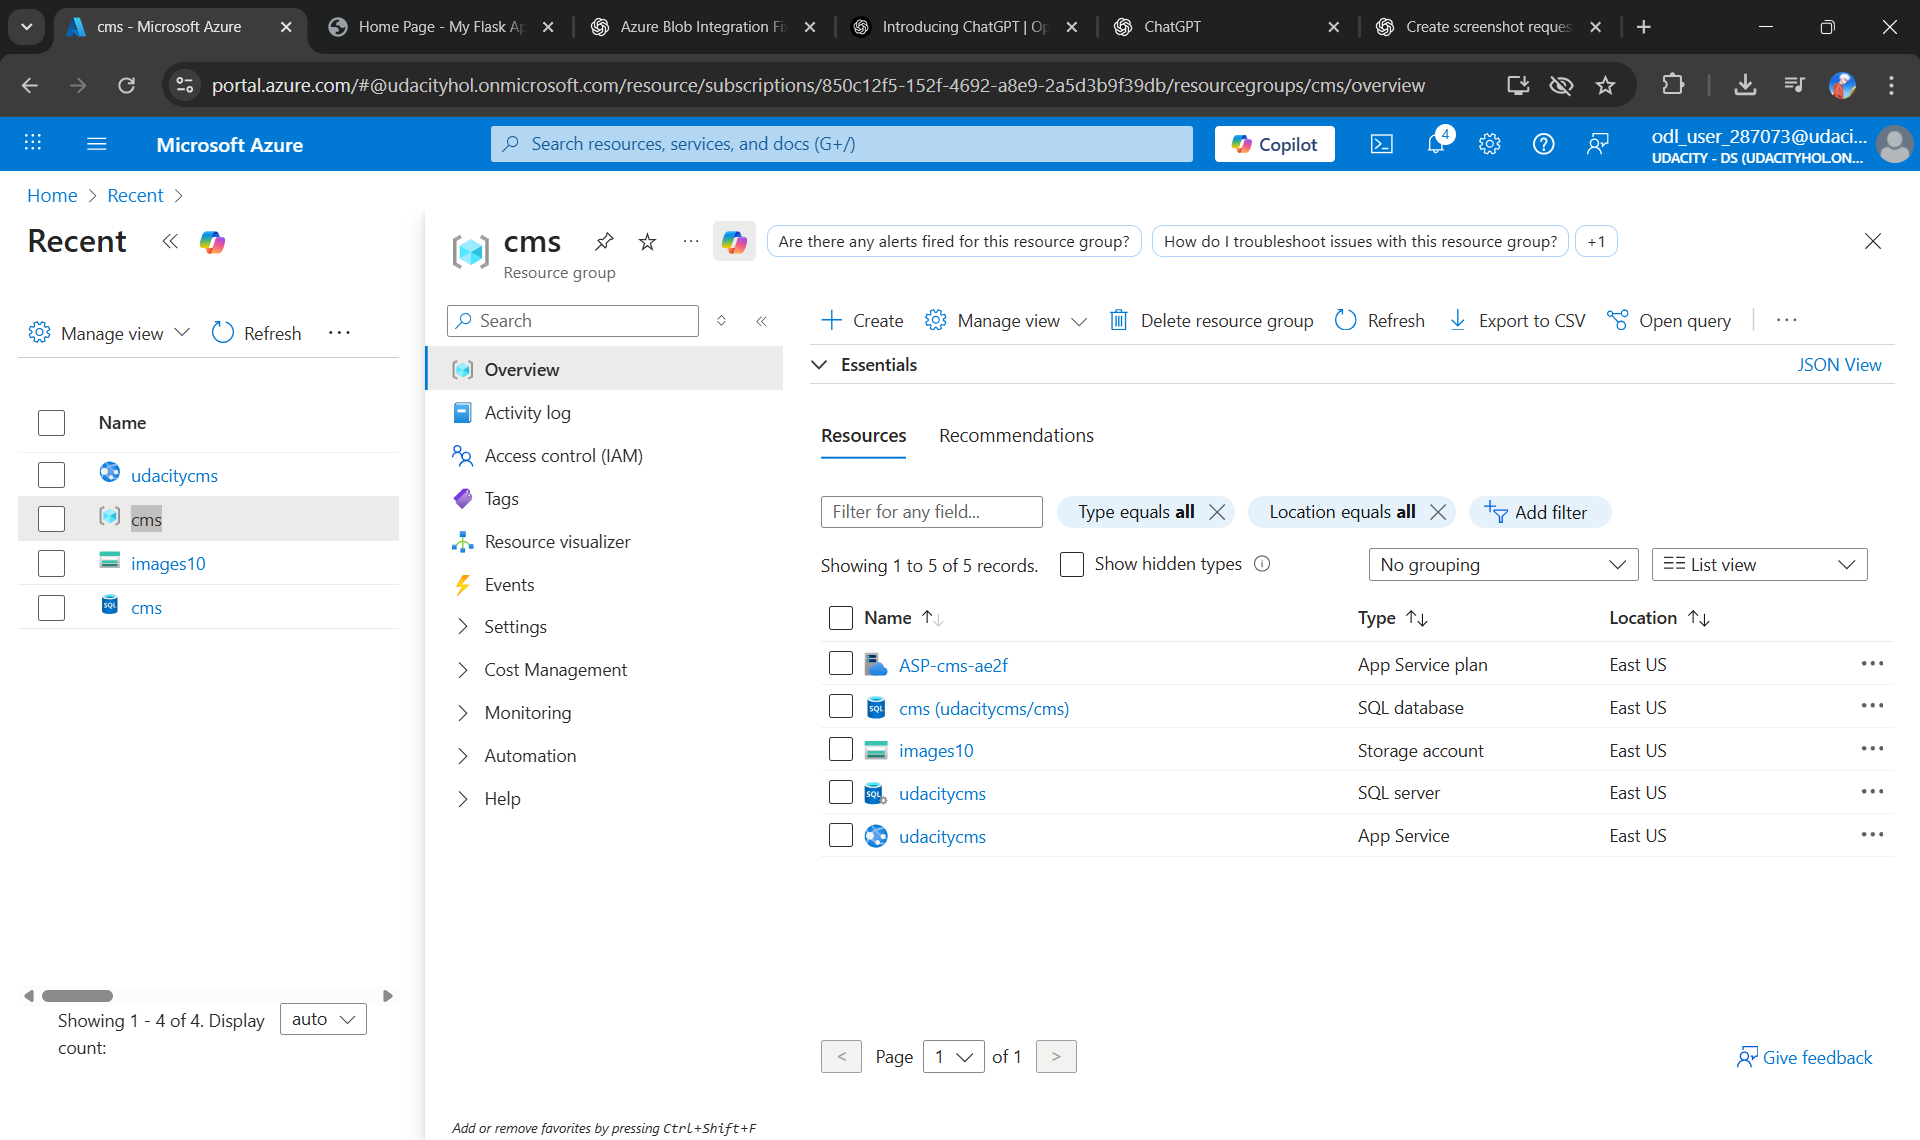 cms - Microsoft Azure
Home Page - My Flask Ap
Azure Blob Integration Fi
Introducing ChatGPT | Op
ChatGPT
Create screenshot reques
portal.azure.com/#@udacityhol.onmicrosoft.com/resource/subscriptions/850c12f5-152f-4692-a8e9-2a5d3b9f39db/resourcegroups/cms/overview
Microsoft Azure
Search resources, services, and docs (G+/)
Copilot
4
odl_user_287073@udaci...
UDACITY - DS (UDACITYHOL.ON...
Home
Recent
Recent
Manage view
Refresh
Name
udacitycms
cms
images10
SQL cms
Showing 1 - 4 of 4. Display
count:
auto
cms
Resource group
Are there any alerts fired for this resource group?
How do I troubleshoot issues with this resource group?
+1
Search
Overview
Activity log
Access control (IAM)
Tags
Resource visualizer
Events
Settings
Cost Management
Monitoring
Automation
Help
Add or remove favorites by pressing Ctrl+Shift+F
Create
Manage view
Delete resource group
Refresh
Export to CSV
Open query
Essentials
JSON View
Resources
Recommendations
Filter for any field...
Type equals all
Location equals all
Add filter
Showing 1 to 5 of 5 records.
Show hidden types
No grouping
List view
Name Type Location
ASP-cms-ae2f App Service plan East US
SQL cms (udacitycms/cms) SQL database East US
images10 Storage account East US
SQL udacitycms SQL server East US
udacitycms App Service East US
< Page 1 of 1 >
Give feedback